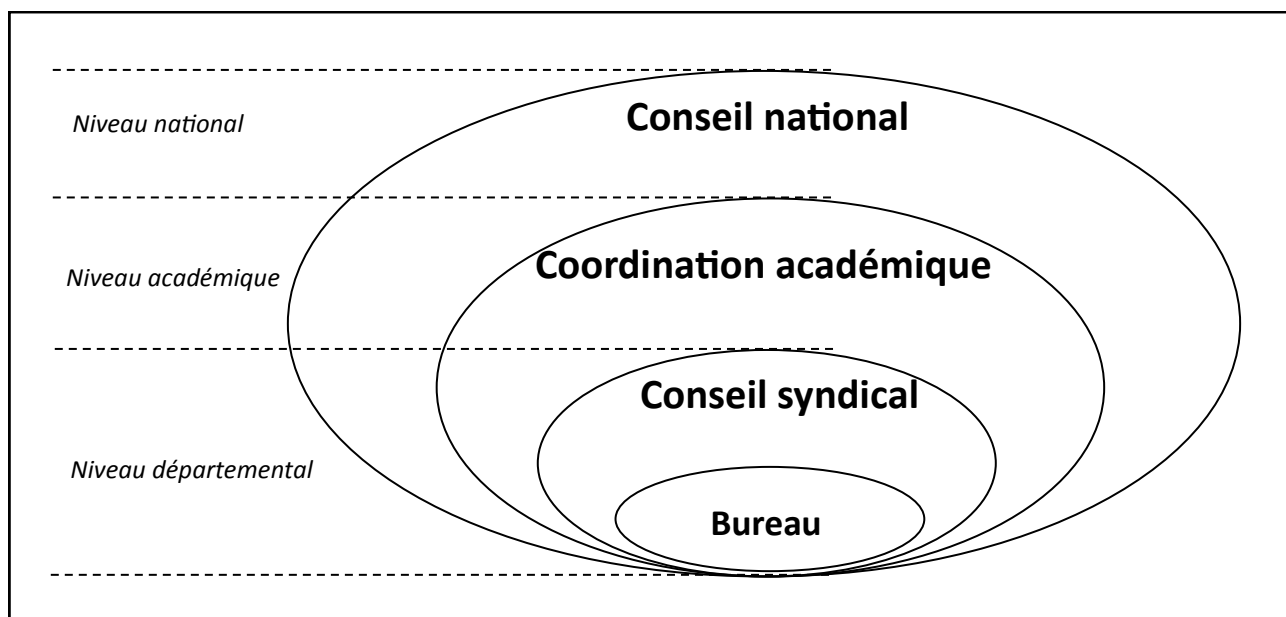 Niveau national
Conseil national
Niveau académique
Coordination académique
Conseil syndical
Niveau départemental
Bureau